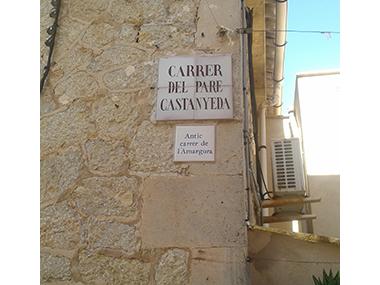 CARRER
DEL PARE
CASTANYEDA
Antic
carrer de
l'Amargura